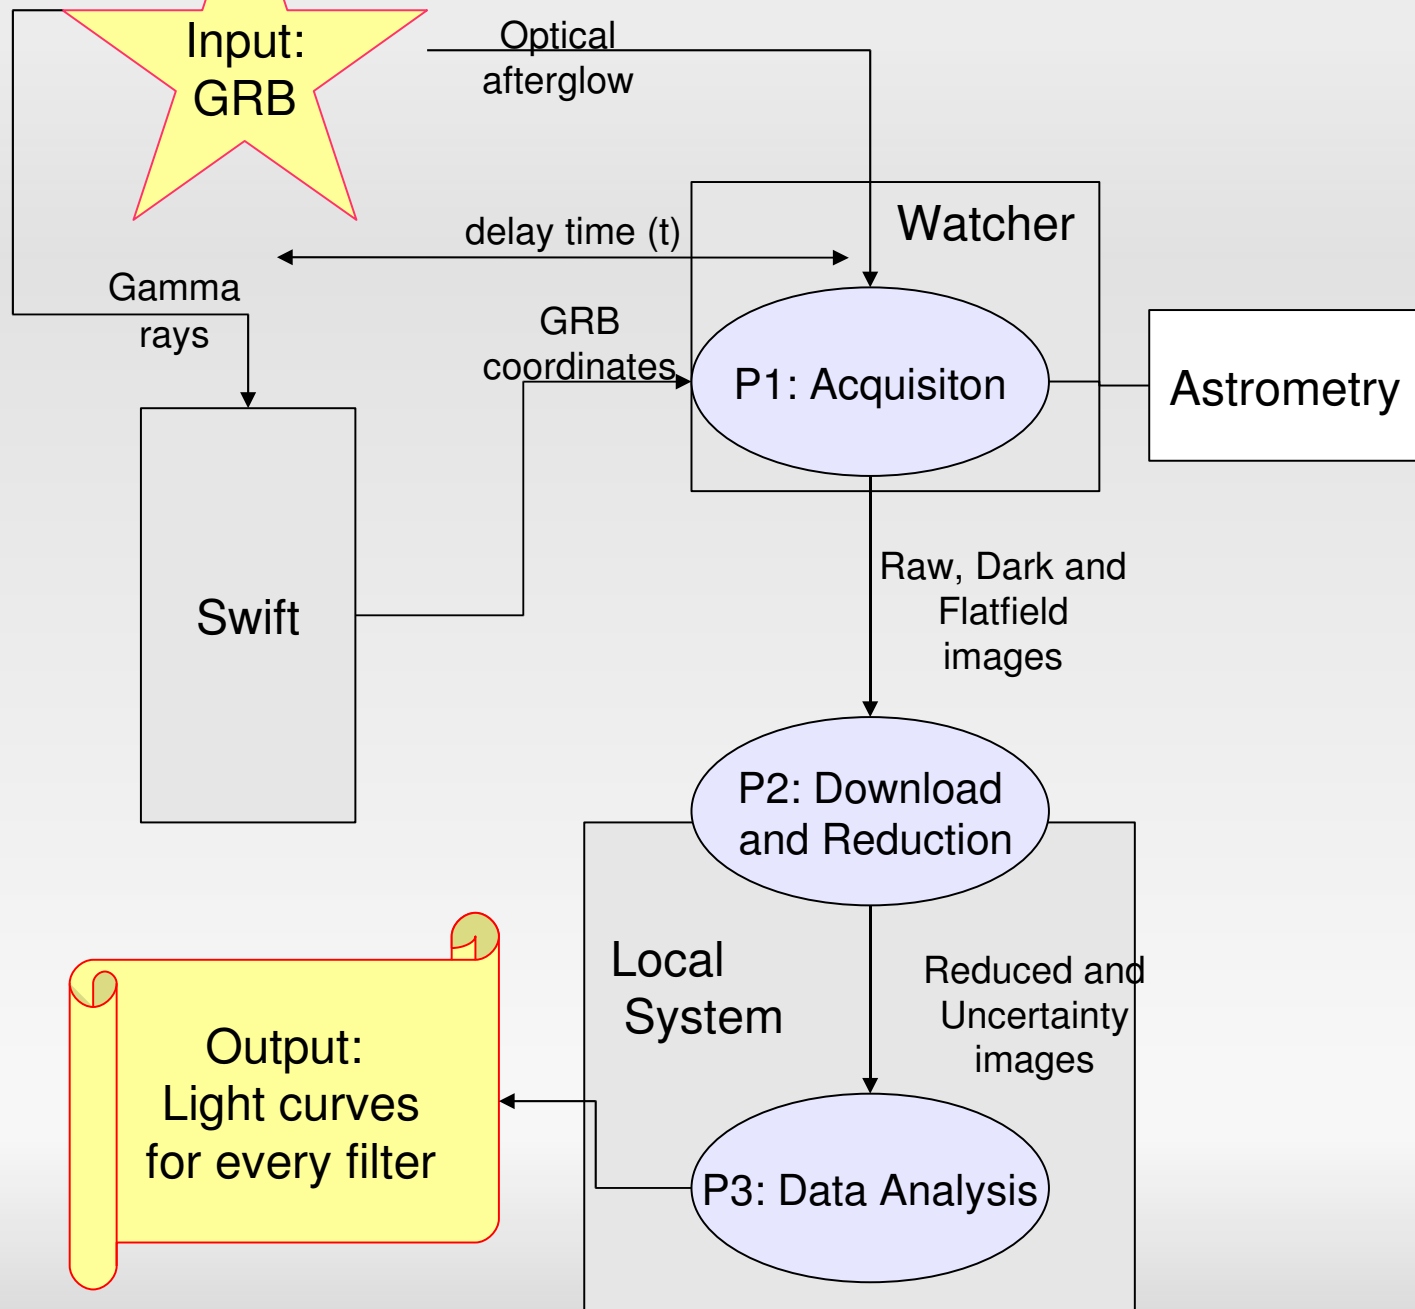 Input:
GRB
Optical
afterglow
delay time (t)
Watcher
Gamma
rays
GRB
coordinates
P1: Acquisiton
Astrometry
Swift
Raw, Dark and
Flatfield
images
P2: Download
and Reduction
Local
System
Reduced and
Uncertainty
images
Output:
Light curves
for every filter
P3: Data Analysis